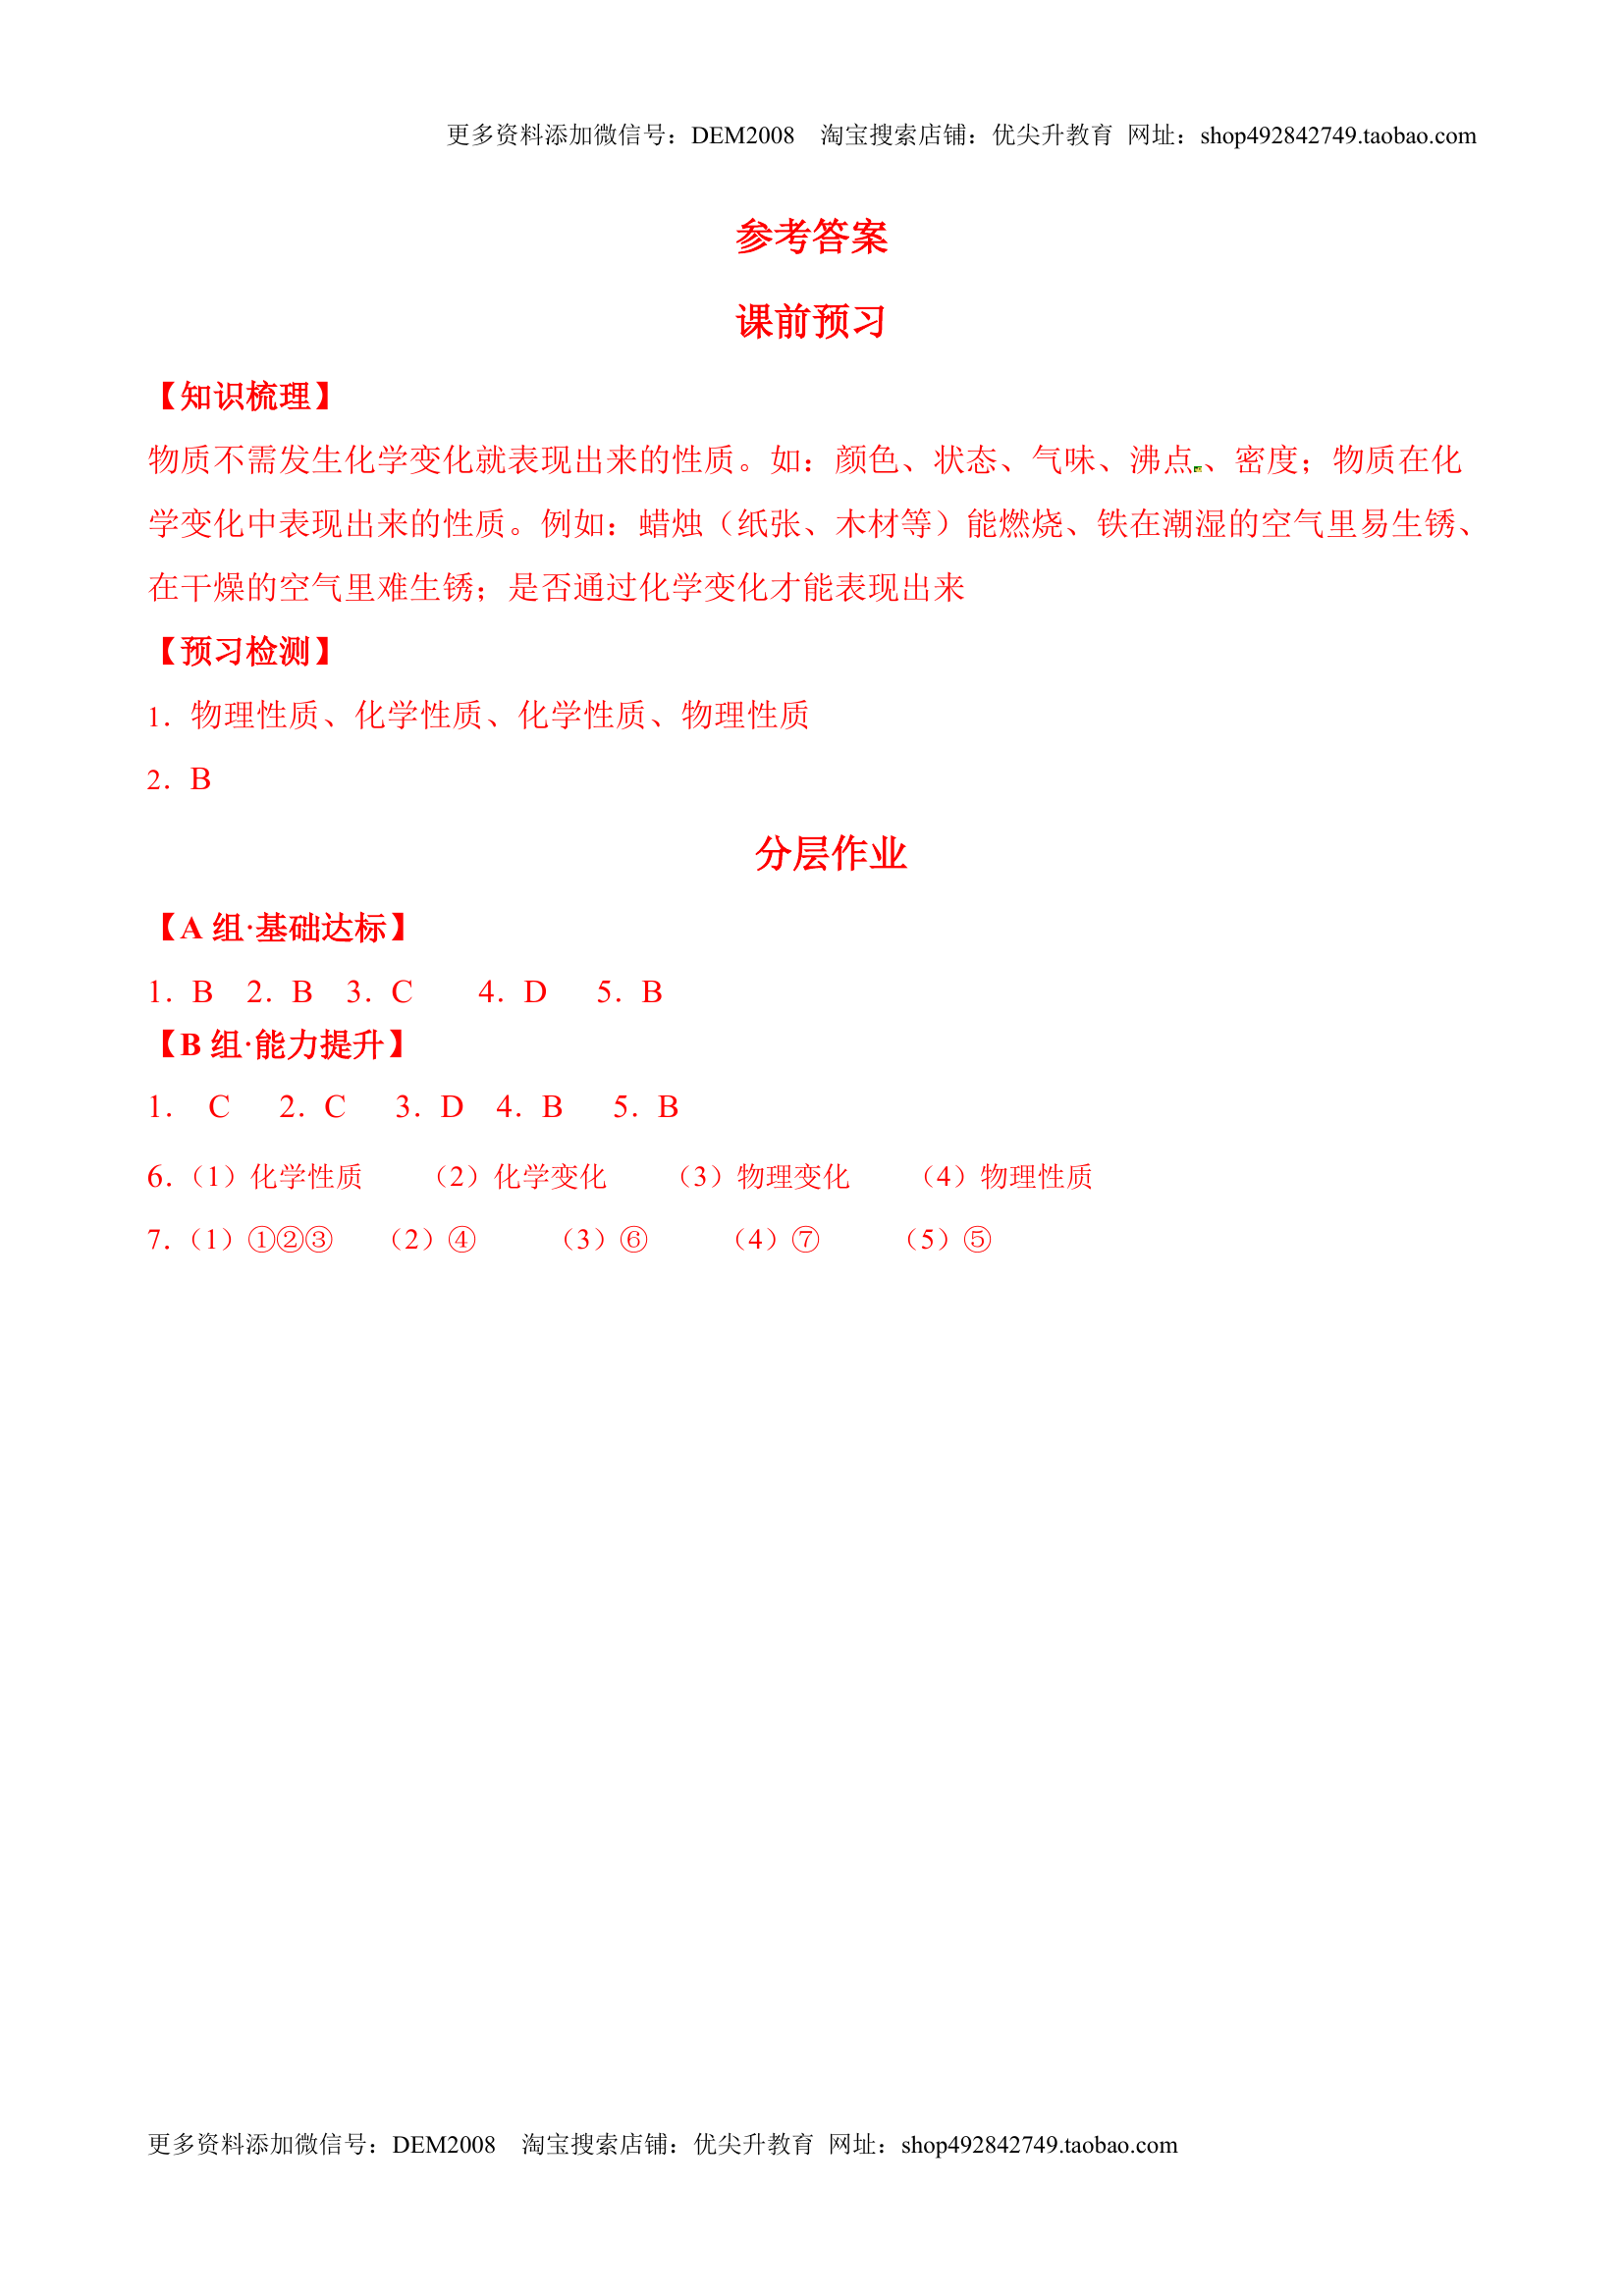 更多资料添加微信号：DEM2008　淘宝搜索店铺：优尖升教育 网址：shop492842749.taobao.com
参考答案
课前预习
【知识梳理】
物质不需发生化学变化就表现出来的性质。如：颜色、状态、气味、沸点、密度；物质在化
学变化中表现出来的性质。例如：蜡烛（纸张、木材等）能燃烧、铁在潮湿的空气里易生锈、
在干燥的空气里难生锈；是否通过化学变化才能表现出来
【预习检测】
1．物理性质、化学性质、化学性质、物理性质
2．B
分层作业
【A 组·基础达标】
1．B 2．B 3．C 4．D 5．B
【B 组·能力提升】
1． C 2．C 3．D 4．B 5．B
6．（1）化学性质 （2）化学变化 （3）物理变化 （4）物理性质
7．（1）①②③ （2）④ （3）⑥ （4）⑦ （5）⑤
更多资料添加微信号：DEM2008　淘宝搜索店铺：优尖升教育 网址：shop492842749.taobao.com